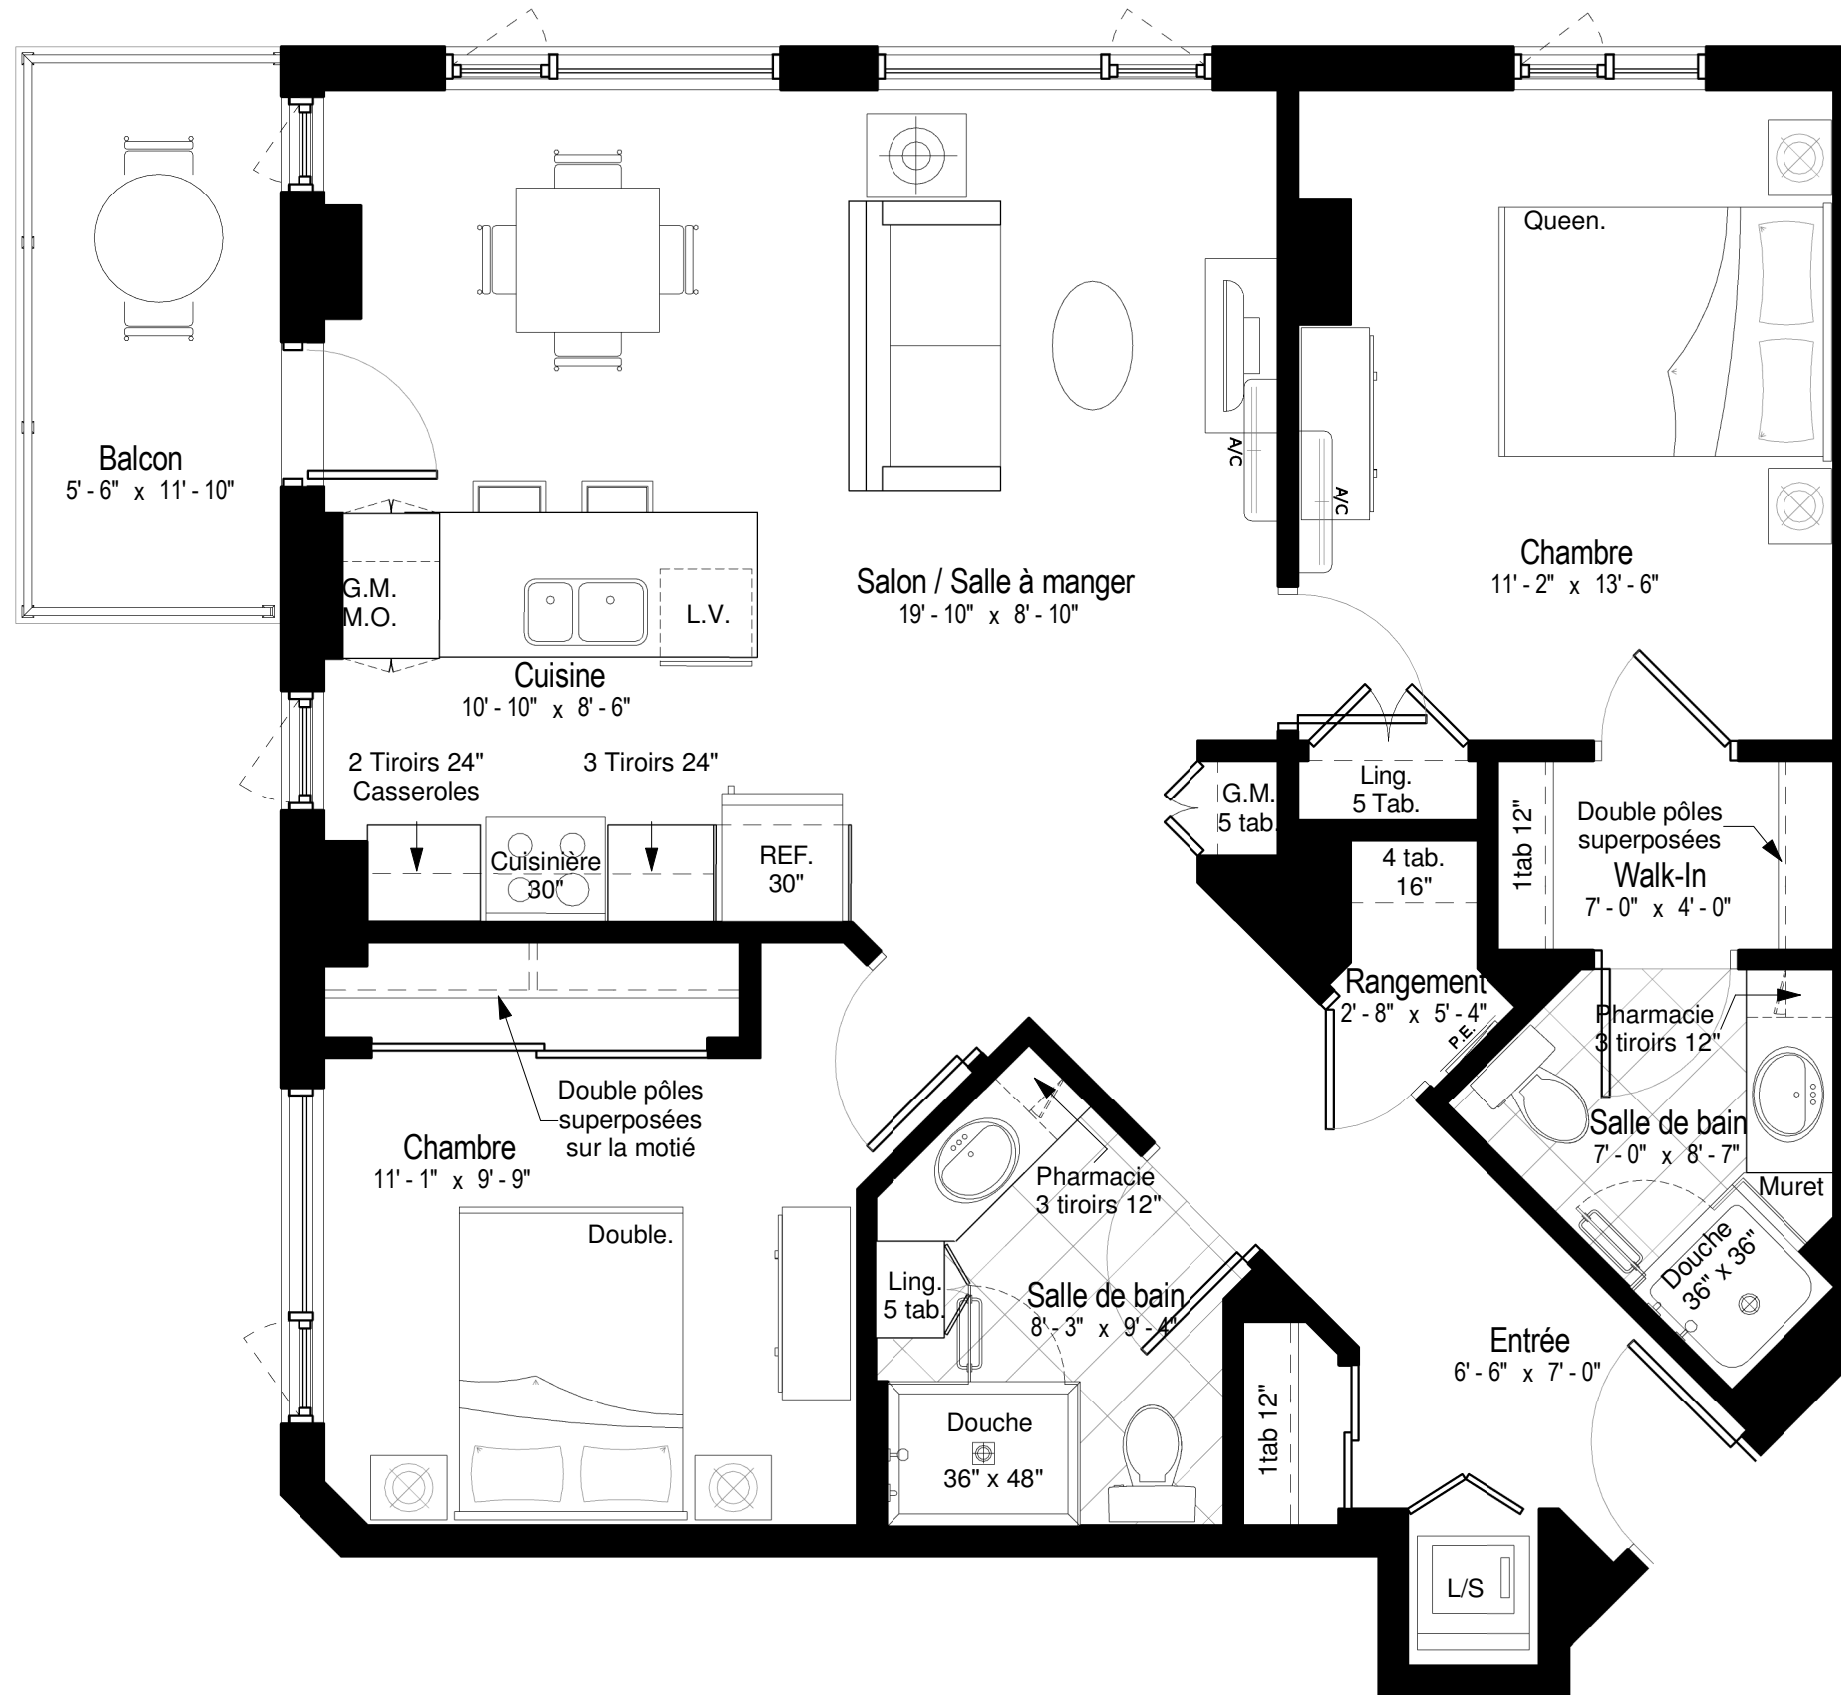 Queen.
Balcon
5' - 6" x 11' - 10"
A/C
A/C
Chambre
11' - 2" x 13' - 6"
G.M.
M.O.
L.V.
Salon / Salle à manger
19' - 10" x 8' - 10"
Cuisine
10' - 10" x 8' - 6"
2 Tiroirs 24"
Casseroles
3 Tiroirs 24"
Cuisinière
30"
REF.
30"
G.M.
5 tab.
Ling.
5 Tab.
4 tab.
16"
1tab 12"
Double pôles
superposées
Walk-In
7' - 0" x 4' - 0"
Rangement
2' - 8" x 5' - 4"
P.E.
Pharmacie
3 tiroirs 12"
Double pôles
superposées
sur la motié
Chambre
11' - 1" x 9' - 9"
Double.
Pharmacie
3 tiroirs 12"
Salle de bain
7' - 0" x 8' - 7"
Muret
Douche
36" x 36"
Ling.
5 tab.
Salle de bain
8' - 3" x 9' - 4"
Entrée
6' - 6" x 7' - 0"
Douche
36" x 48"
1tab 12"
L/S